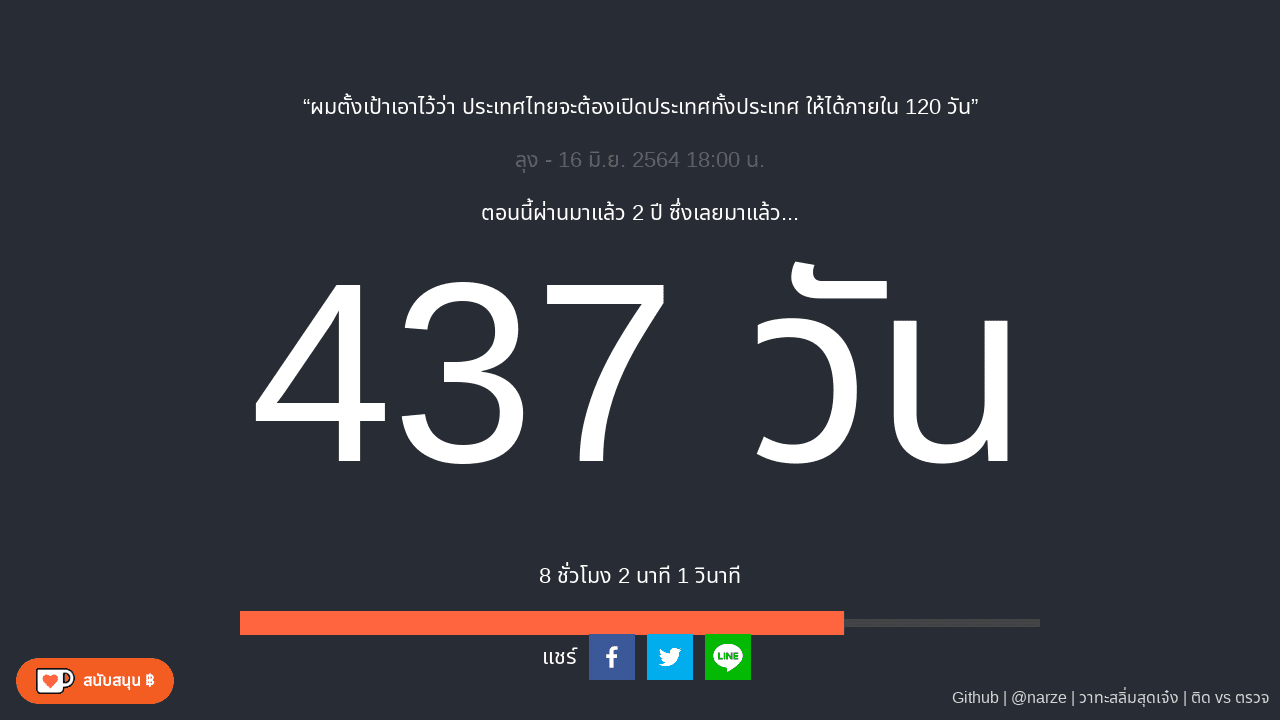 “ผมตั้งเป้าเอาไว้ว่า ประเทศไทยจะต้องเปิดประเทศทั้งประเทศ ให้ได้ภายใน 120 วัน”
ลุง - 16 มิ.ย. 2564 18:00 น.
ตอนนี้ผ่านมาแล้ว 2 ปี ซึ่งเลยมาแล้ว...
437 วัน
8 ชั่วโมง 2 นาที 1 วินาที
แชร์
LINE
สนับสนุน ฿
Github | @narze | วาทะสลิ่มสุดเจ๋ง | ติด vs ตรวจ